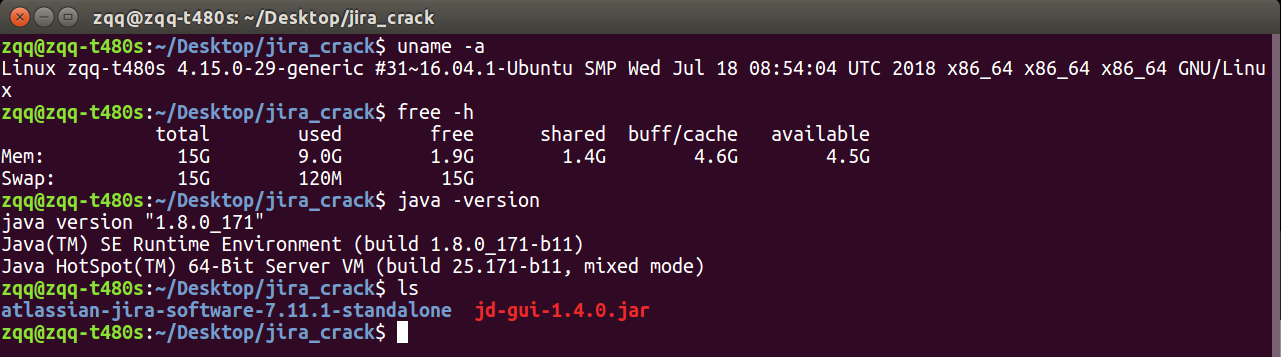 zqq@zqq-t480s: ~/Desktop/jira_crack
zqq@zqq-t480s:~/Desktop/jira_crack$ uname -a
Linux zqq-t480s 4.15.0-29-generic #31~16.04.1-Ubuntu SMP Wed Jul 18 08:54:04 UTC 2018 x86_64 x86_64 x86_64 GNU/Linu
x
zqq@zqq-t480s:~/Desktop/jira_crack$ free -h
total used free shared buff/cache available
Mem: 15G 9.0G 1.9G 1.4G 4.6G 4.5G
Swap: 15G 120M 15G
zqq@zqq-t480s:~/Desktop/jira_crack$ java -version
java version "1.8.0_171"
Java(TM) SE Runtime Environment (build 1.8.0_171-b11)
Java HotSpot(TM) 64-Bit Server VM (build 25.171-b11, mixed mode)
zqq@zqq-t480s:~/Desktop/jira_crack$ ls
atlassian-jira-software-7.11.1-standalone jd-gui-1.4.0.jar
zqq@zqq-t480s:~/Desktop/jira_crack$